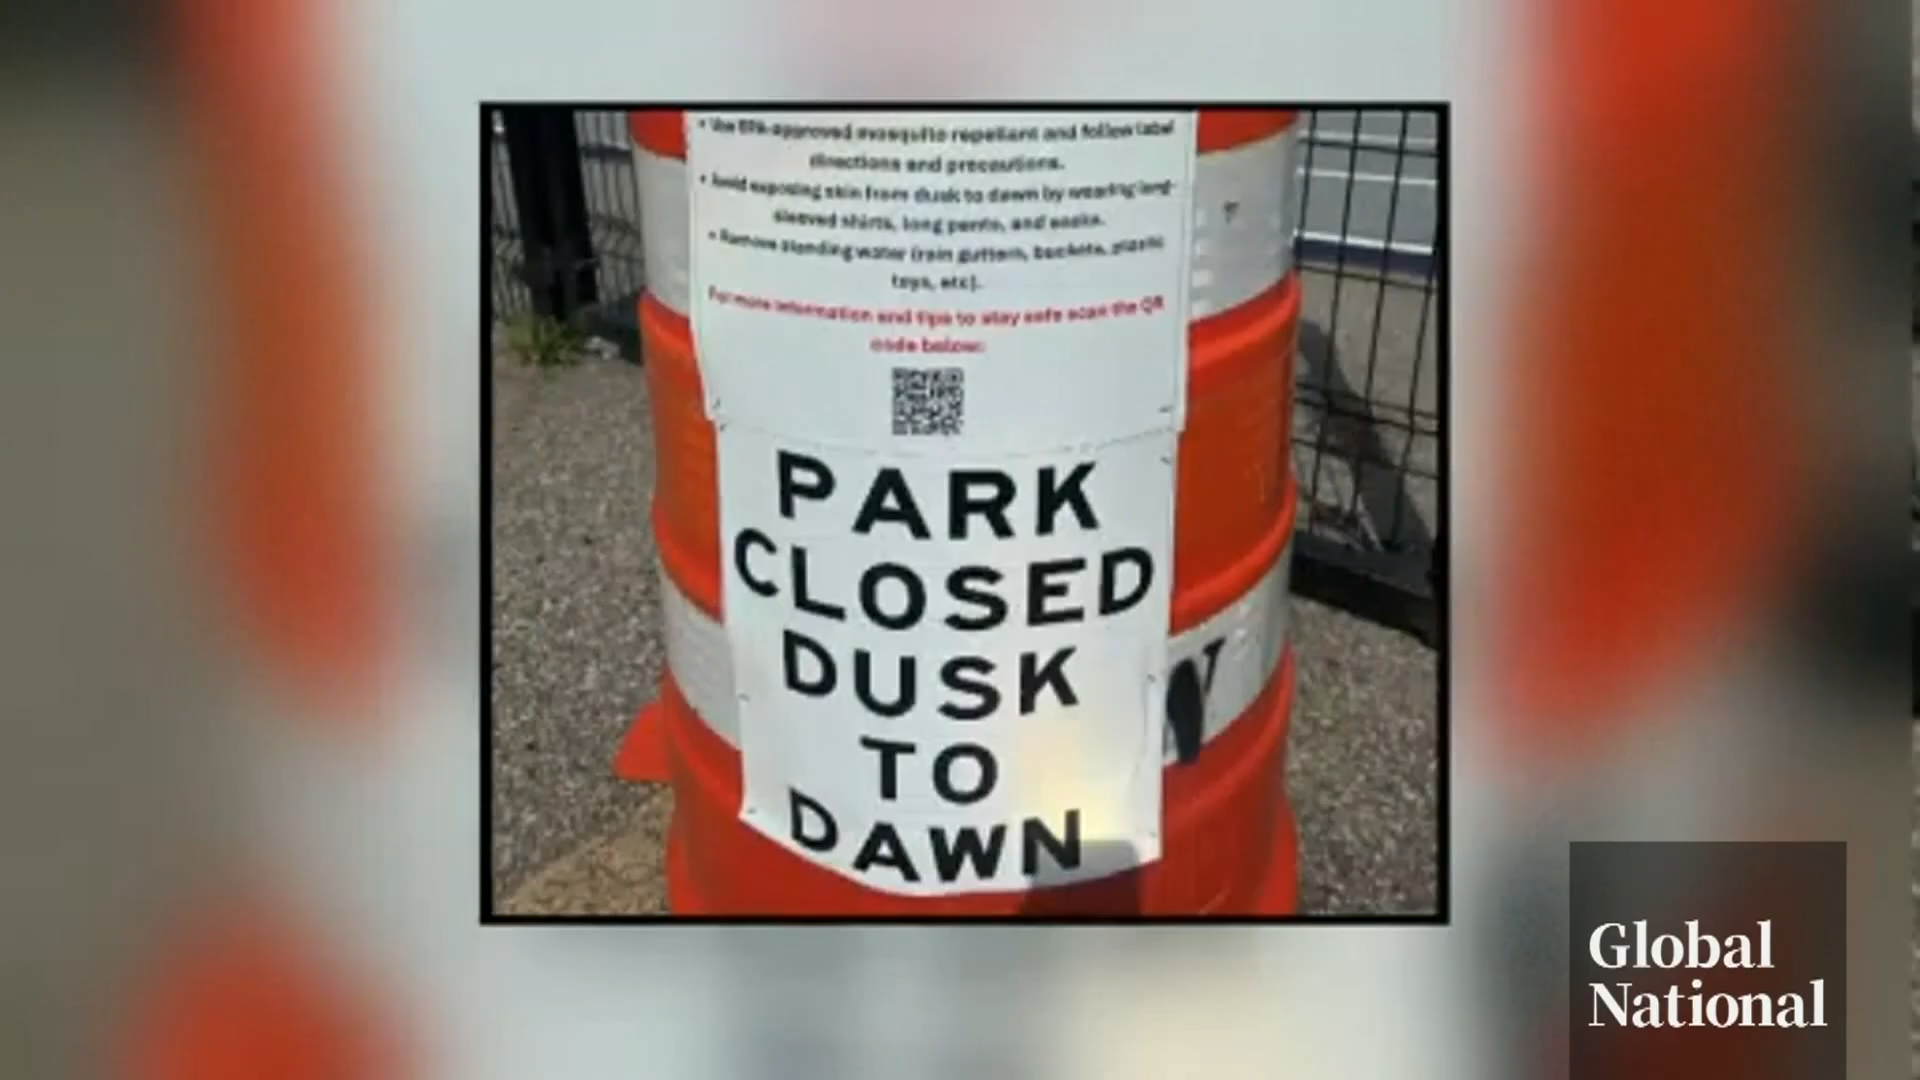 • Use EPA-approved mosquito repellant and follow label
directions and precautions.
• Avoid exposing skin from dusk to dawn by wearing long-
sleeved shirts, long pants, and socks.
• Remove standing water (rain gutters, buckets, plastic
toys, etc).
For more information and tips to stay safe scan the QR
code below:
PARK
CLOSED
DUSK
TO
DAWN
Global
National